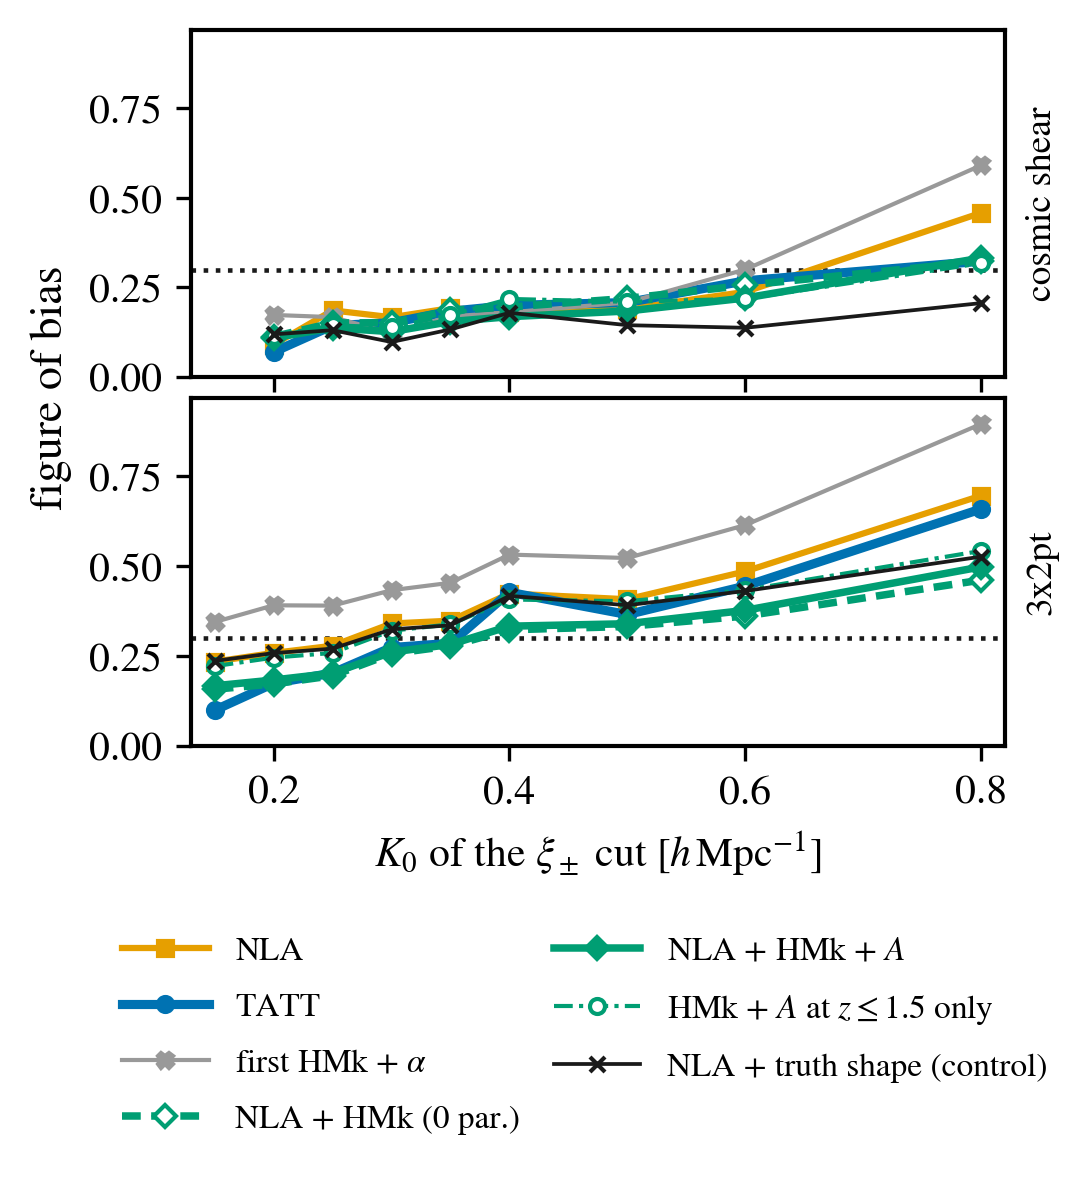 0.75
0.50
0.25
0.00
cosmic shear
figure of bias
0.75
0.50
0.25
0.00
3x2pt
0.2 0.4 0.6 0.8
K₀ of the ξ± cut [h Mpc⁻¹]
NLA
TATT
first HMk + α
NLA + HMk (0 par.)
NLA + HMk + A
HMk + A at z ≤ 1.5 only
NLA + truth shape (control)